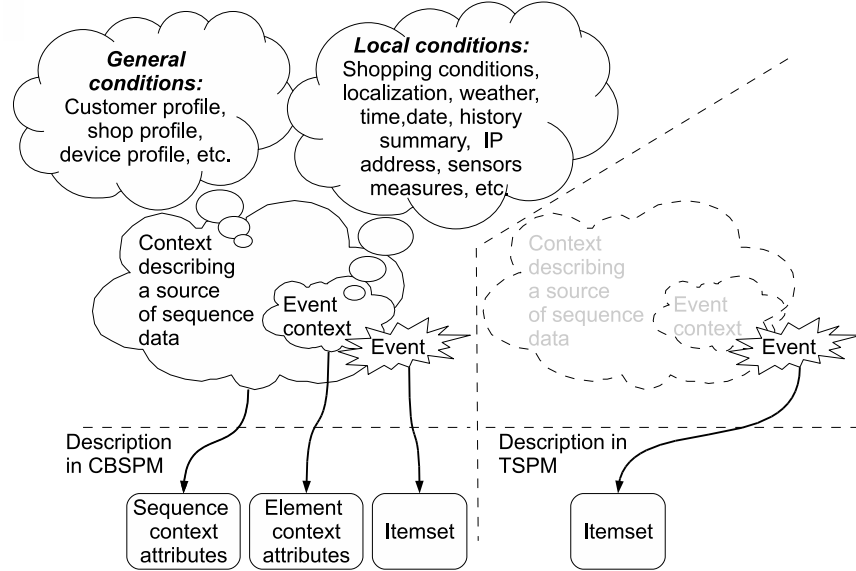 General
conditions:
Customer profile,
shop profile,
device profile, etc.
Local conditions:
Shopping conditions,
localization, weather,
time,date, history
summary, IP
address, sensors
measures, etc.
Context
describing
a source
of sequence
data
Event
context
Event
Context
describing
a source
of sequence
data
Event
context
Event
Description
in CBSPM
Description in
TSPM
Sequence
context
attributes
Element
context
attributes
Itemset
Itemset